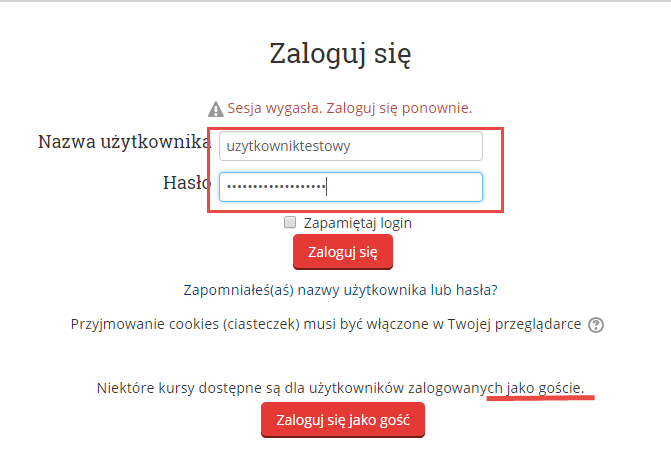 Zaloguj się
Sesja wygasła. Zaloguj się ponownie.
Nazwa użytkownika uzytkowniktestowy
Hasło •••••••••••••••••••
Zapamiętaj login
Zaloguj się
Zapomniałeś(aś) nazwy użytkownika lub hasła?
Przyjmowanie cookies (ciasteczek) musi być włączone w Twojej przeglądarce ?
Niektóre kursy dostępne są dla użytkowników zalogowanych jako goście.
Zaloguj się jako gość